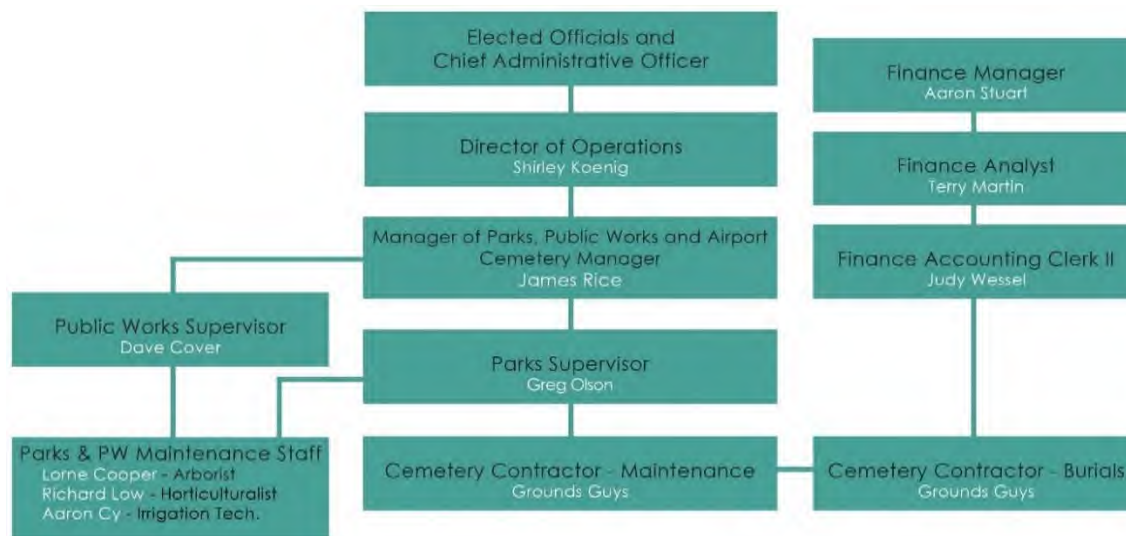 Elected Officials and
Chief Administrative Officer
Director of Operations
Shirley Koenig
Manager of Parks, Public Works and Airport
Cemetery Manager
James Rice
Public Works Supervisor
Dave Cover
Parks Supervisor
Greg Olson
Parks & PW Maintenance Staff
Lorne Cooper - Arborist
Richard Low - Horticulturalist
Aaron Cy - Irrigation Tech.
Cemetery Contractor - Maintenance
Grounds Guys
Finance Manager
Aaron Stuart
Finance Analyst
Terry Martin
Finance Accounting Clerk II
Judy Wessel
Cemetery Contractor - Burials
Grounds Guys